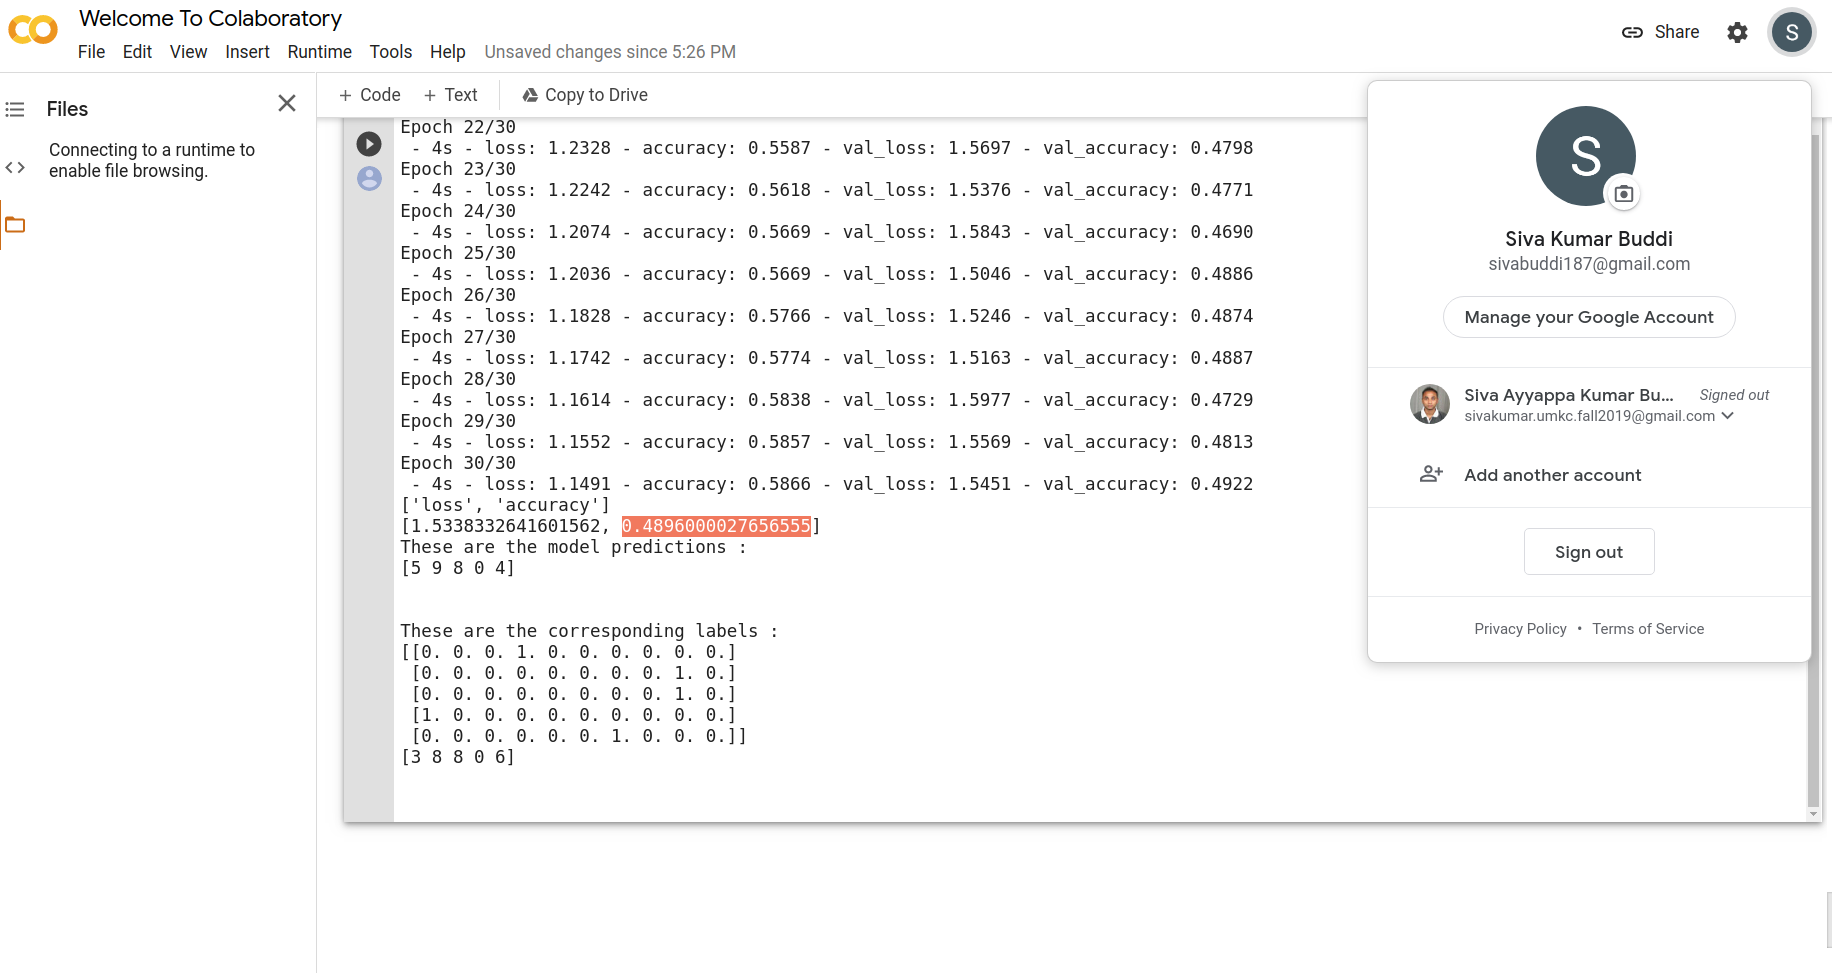 Welcome To Colaboratory
File Edit View Insert Runtime Tools Help Unsaved changes since 5:26 PM
Share
S
Files
Connecting to a runtime to
enable file browsing.
+ Code + Text Copy to Drive
Epoch 22/30
 - 4s - loss: 1.2328 - accuracy: 0.5587 - val_loss: 1.5697 - val_accuracy: 0.4798
Epoch 23/30
 - 4s - loss: 1.2242 - accuracy: 0.5618 - val_loss: 1.5376 - val_accuracy: 0.4771
Epoch 24/30
 - 4s - loss: 1.2074 - accuracy: 0.5669 - val_loss: 1.5843 - val_accuracy: 0.4690
Epoch 25/30
 - 4s - loss: 1.2036 - accuracy: 0.5669 - val_loss: 1.5046 - val_accuracy: 0.4886
Epoch 26/30
 - 4s - loss: 1.1828 - accuracy: 0.5766 - val_loss: 1.5246 - val_accuracy: 0.4874
Epoch 27/30
 - 4s - loss: 1.1742 - accuracy: 0.5774 - val_loss: 1.5163 - val_accuracy: 0.4887
Epoch 28/30
 - 4s - loss: 1.1614 - accuracy: 0.5838 - val_loss: 1.5977 - val_accuracy: 0.4729
Epoch 29/30
 - 4s - loss: 1.1552 - accuracy: 0.5857 - val_loss: 1.5569 - val_accuracy: 0.4813
Epoch 30/30
 - 4s - loss: 1.1491 - accuracy: 0.5866 - val_loss: 1.5451 - val_accuracy: 0.4922
['loss', 'accuracy']
[1.5338332641601562, 0.4896000027656555]
These are the model predictions :
[5 9 8 0 4]
These are the corresponding labels :
[[0. 0. 0. 1. 0. 0. 0. 0. 0. 0.]
 [0. 0. 0. 0. 0. 0. 0. 0. 1. 0.]
 [0. 0. 0. 0. 0. 0. 0. 0. 1. 0.]
 [1. 0. 0. 0. 0. 0. 0. 0. 0. 0.]
 [0. 0. 0. 0. 0. 0. 1. 0. 0. 0.]]
[3 8 8 0 6]
S
Siva Kumar Buddi
sivabuddi187@gmail.com
Manage your Google Account
Siva Ayyappa Kumar Bu... Signed out
sivakumar.umkc.fall2019@gmail.com
Add another account
Sign out
Privacy Policy • Terms of Service